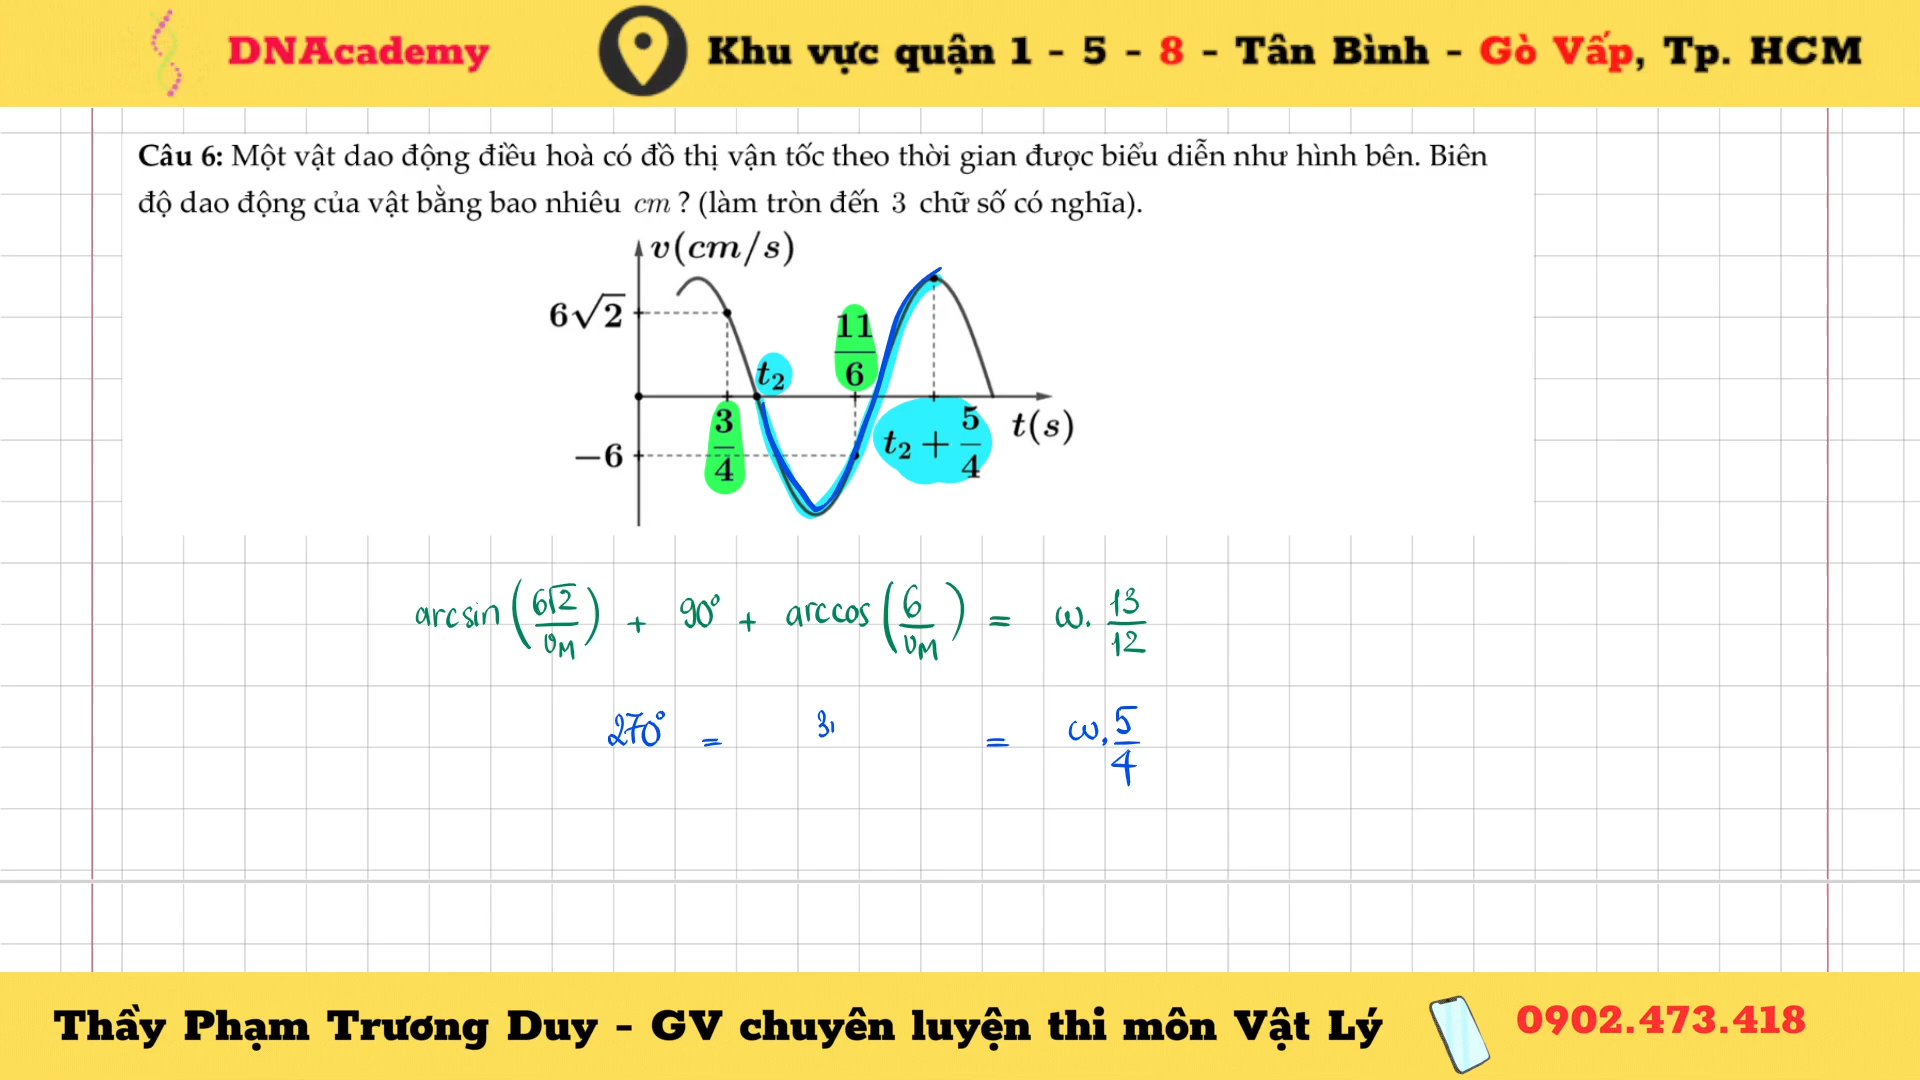 DNAcademy
Khu vực quận 1 - 5 - 8 - Tân Bình - Gò Vấp, Tp. HCM
Câu 6: Một vật dao động điều hoà có đồ thị vận tốc theo thời gian được biểu diễn như hình bên. Biên
độ dao động của vật bằng bao nhiêu cm ? (làm tròn đến 3 chữ số có nghĩa).
v(cm/s)
6√2
11/6
t₂
3/4
t₂ + 5/4
t(s)
−6
arcsin(6√2/υM) + 90° + arccos(6/υM) = ω. 13/12
270° = 3 = ω. 5/4
Thầy Phạm Trương Duy - GV chuyên luyện thi môn Vật Lý
0902.473.418